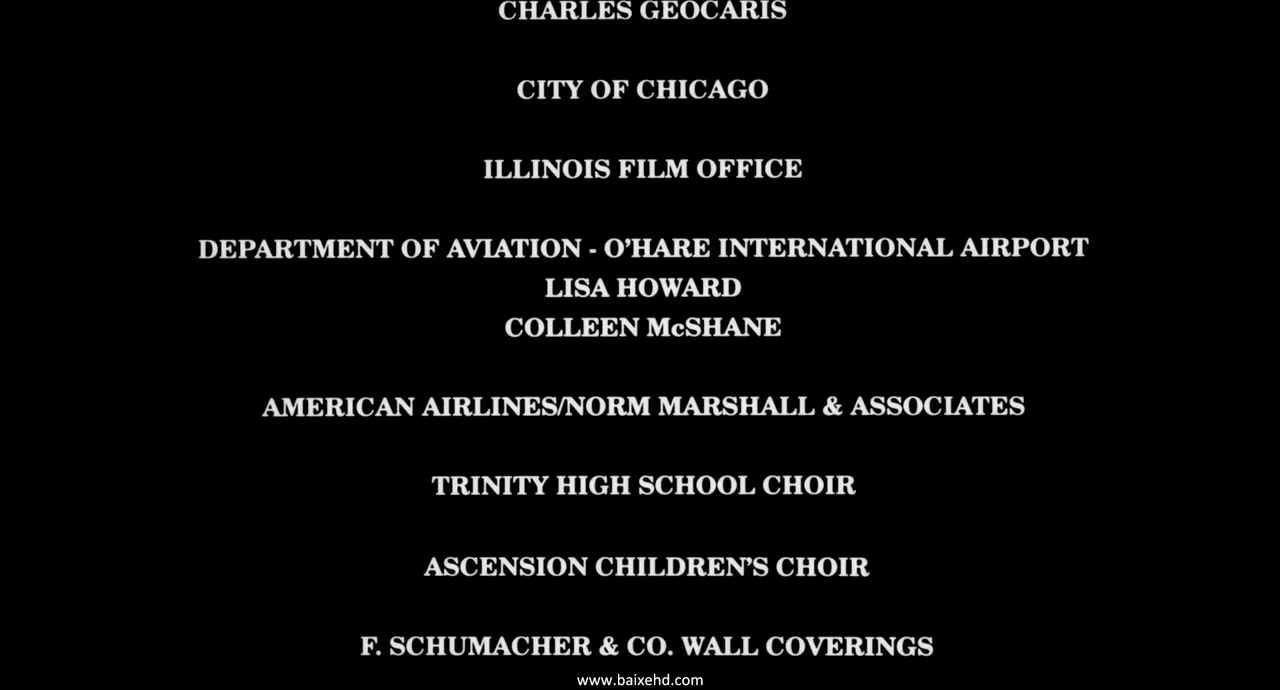 CHARLES GEOCARIS
CITY OF CHICAGO
ILLINOIS FILM OFFICE
DEPARTMENT OF AVIATION - O’HARE INTERNATIONAL AIRPORT
LISA HOWARD
COLLEEN McSHANE
AMERICAN AIRLINES/NORM MARSHALL & ASSOCIATES
TRINITY HIGH SCHOOL CHOIR
ASCENSION CHILDREN’S CHOIR
F. SCHUMACHER & CO. WALL COVERINGS
www.baixehd.com